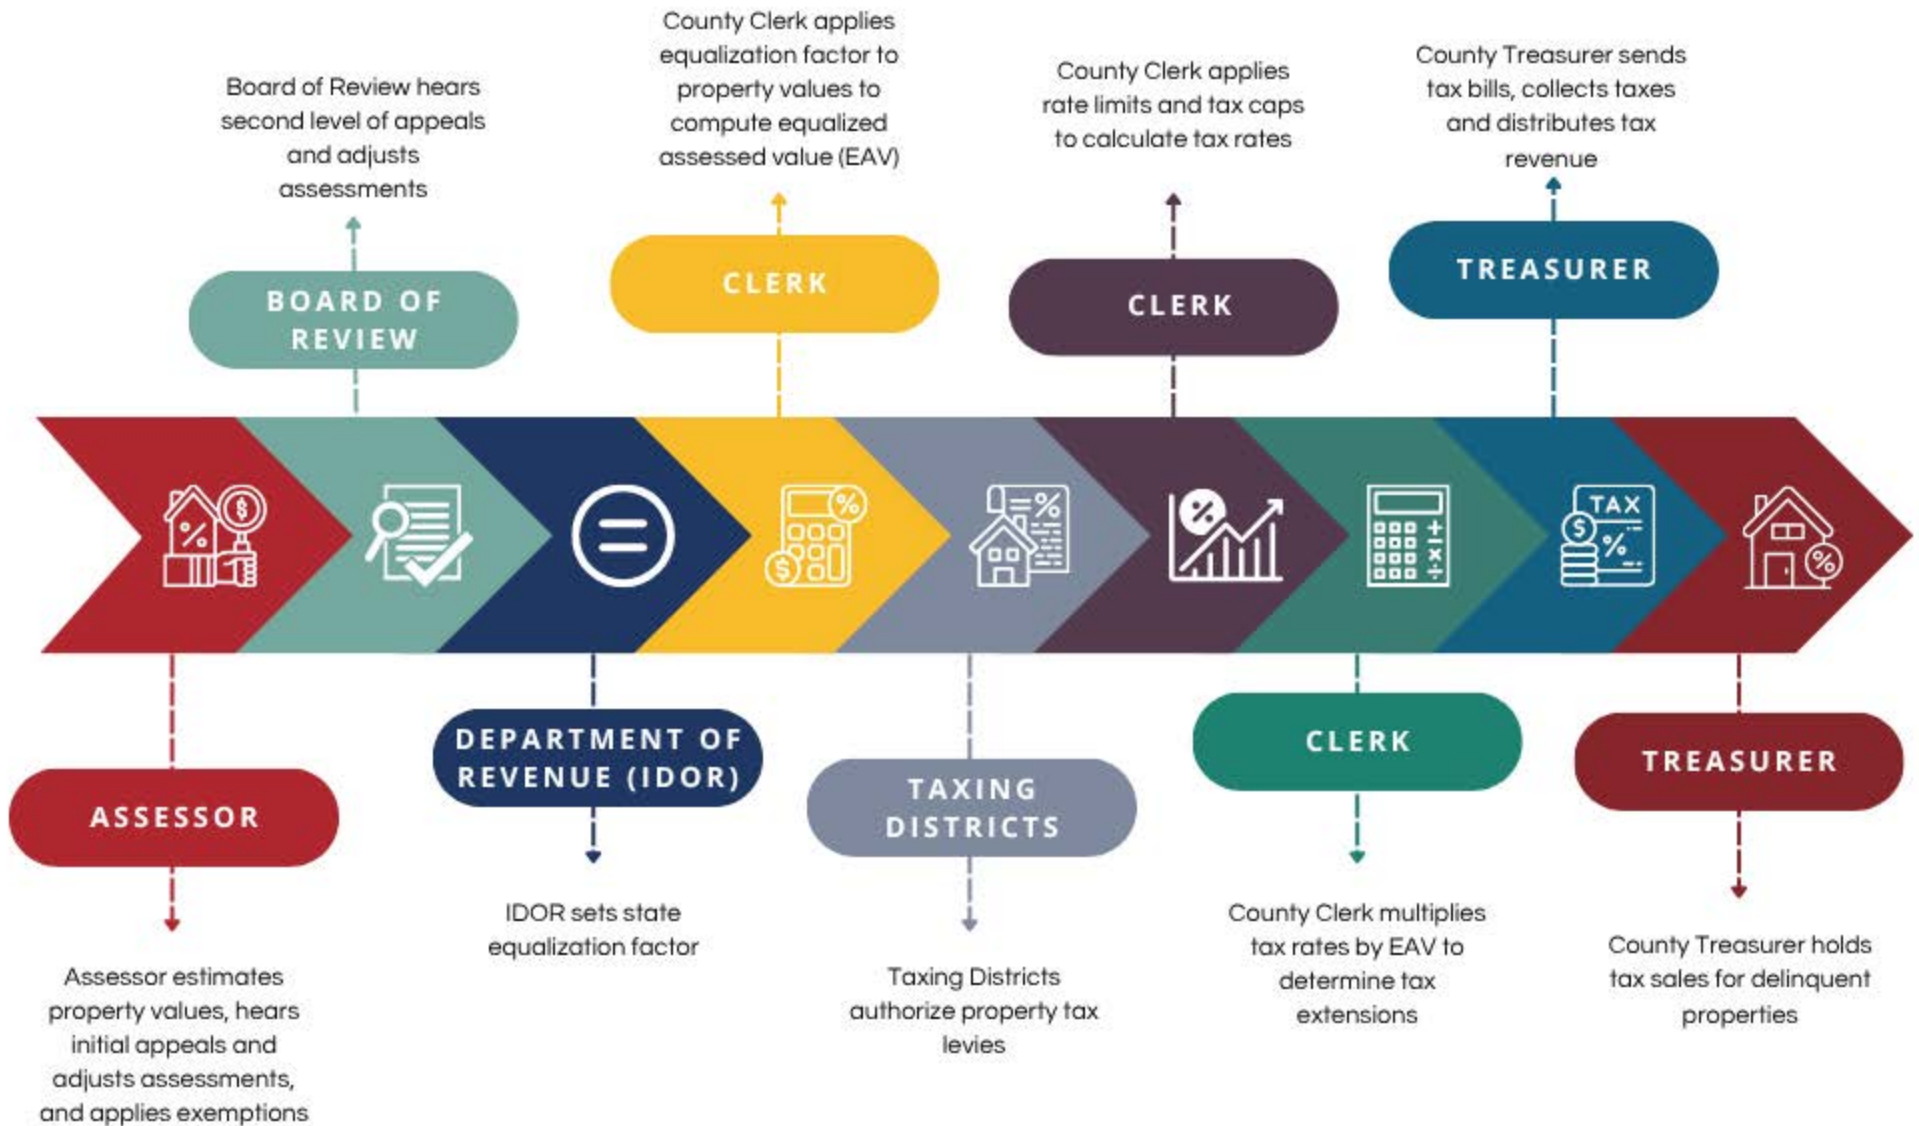 County Clerk applies
equalization factor to
property values to
compute equalized
assessed value (EAV)
Board of Review hears
second level of appeals
and adjusts
assessments
County Clerk applies
rate limits and tax caps
to calculate tax rates
County Treasurer sends
tax bills, collects taxes
and distributes tax
revenue
BOARD OF
REVIEW
CLERK
CLERK
TREASURER
%
$
%
$
%
%
+
×
÷
TAX
$
%
%
ASSESSOR
DEPARTMENT OF
REVENUE (IDOR)
TAXING
DISTRICTS
CLERK
TREASURER
Assessor estimates
property values, hears
initial appeals and
adjusts assessments,
and applies exemptions
IDOR sets state
equalization factor
Taxing Districts
authorize property tax
levies
County Clerk multiplies
tax rates by EAV to
determine tax
extensions
County Treasurer holds
tax sales for delinquent
properties